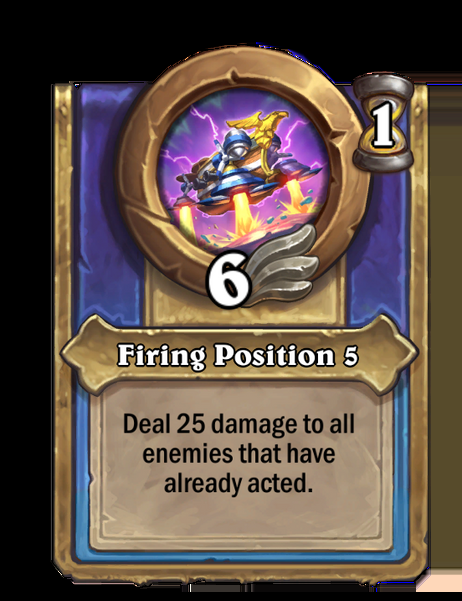 1
6
Firing Position 5
Deal 25 damage to all
enemies that have
already acted.